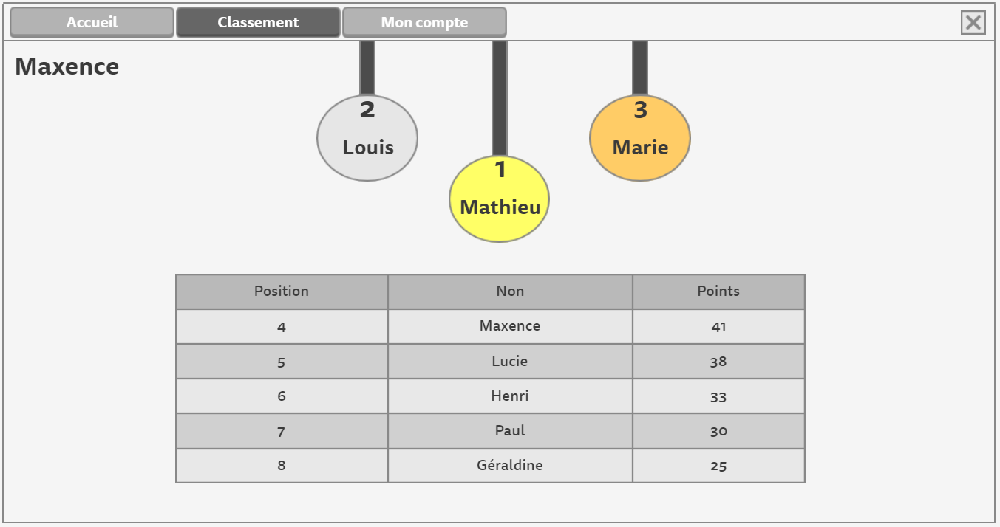 Accueil Classement Mon compte
Maxence
2 3
Louis Marie
1
Mathieu
Position Non Points
4 Maxence 41
5 Lucie 38
6 Henri 33
7 Paul 30
8 Géraldine 25